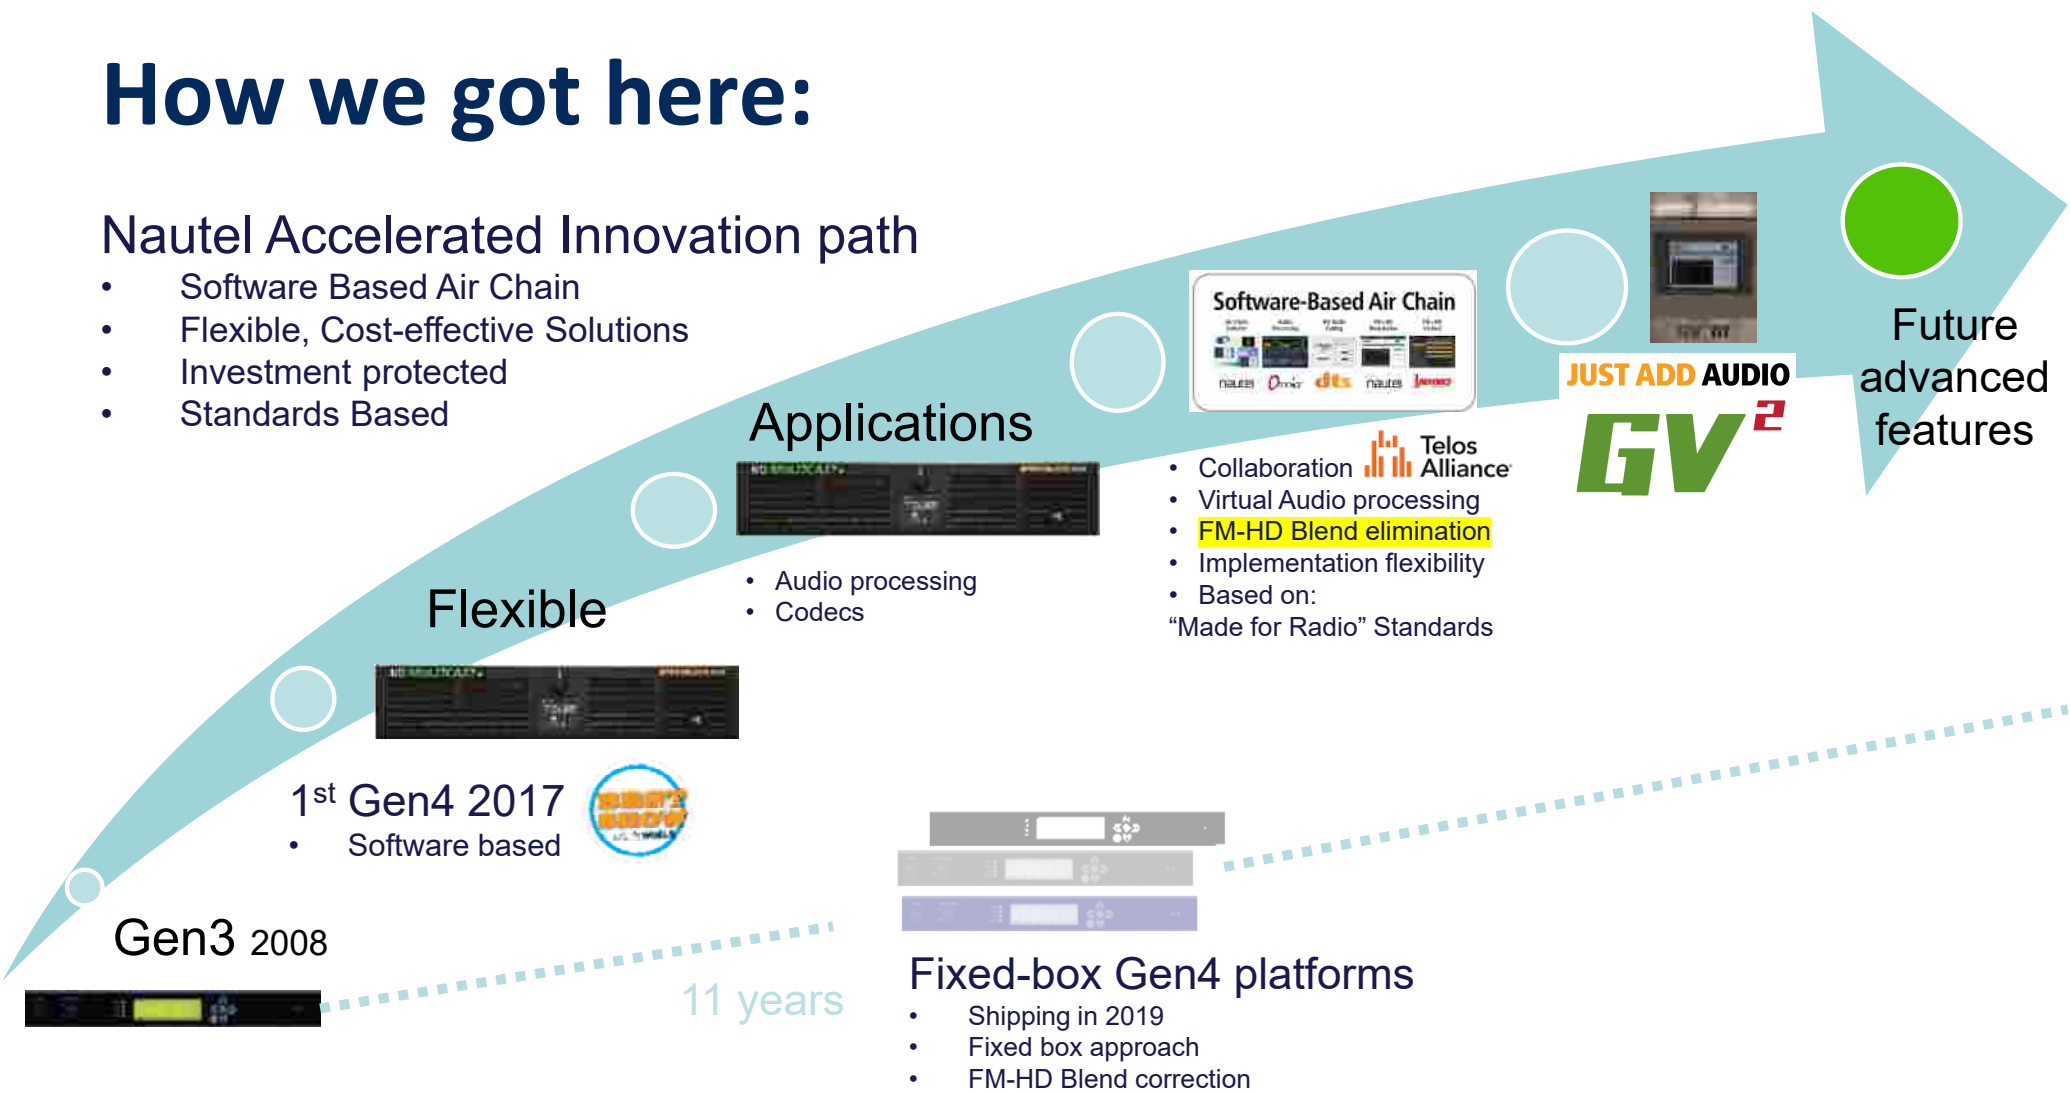 How we got here:
Nautel Accelerated Innovation path
• Software Based Air Chain
• Flexible, Cost-effective Solutions
• Investment protected
• Standards Based
Gen3 2008
Flexible
1st Gen4 2017
• Software based
Applications
• Audio processing
• Codecs
Software-Based Air Chain
nautel Omnia dts nautel
• Collaboration
Telos
Alliance
• Virtual Audio processing
• FM-HD Blend elimination
• Implementation flexibility
• Based on:
“Made for Radio” Standards
JUST ADD AUDIO
GV2
Future
advanced
features
11 years
Fixed-box Gen4 platforms
• Shipping in 2019
• Fixed box approach
• FM-HD Blend correction